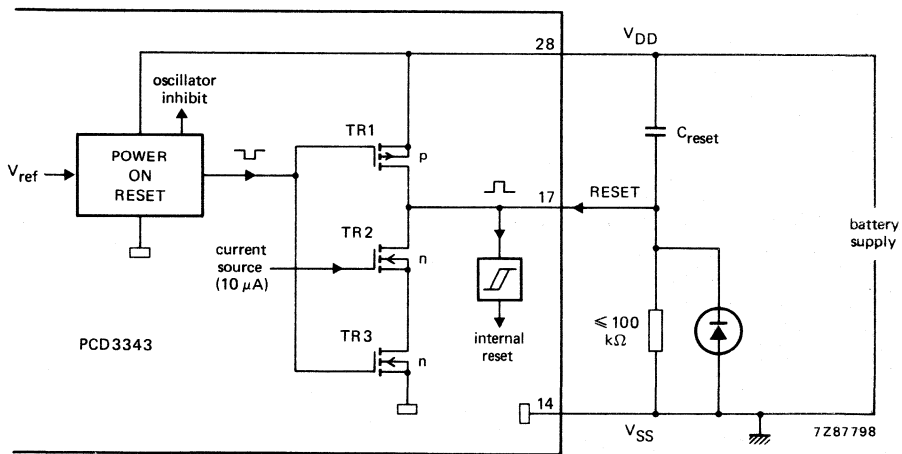 28
V_DD
oscillator
inhibit
TR1
C_reset
POWER
ON
RESET
V_ref
p
17
RESET
TR2
current
source
(10 μA)
n
battery
supply
PCD3343
TR3
n
internal
reset
≤ 100
kΩ
14
V_SS
7Z87798